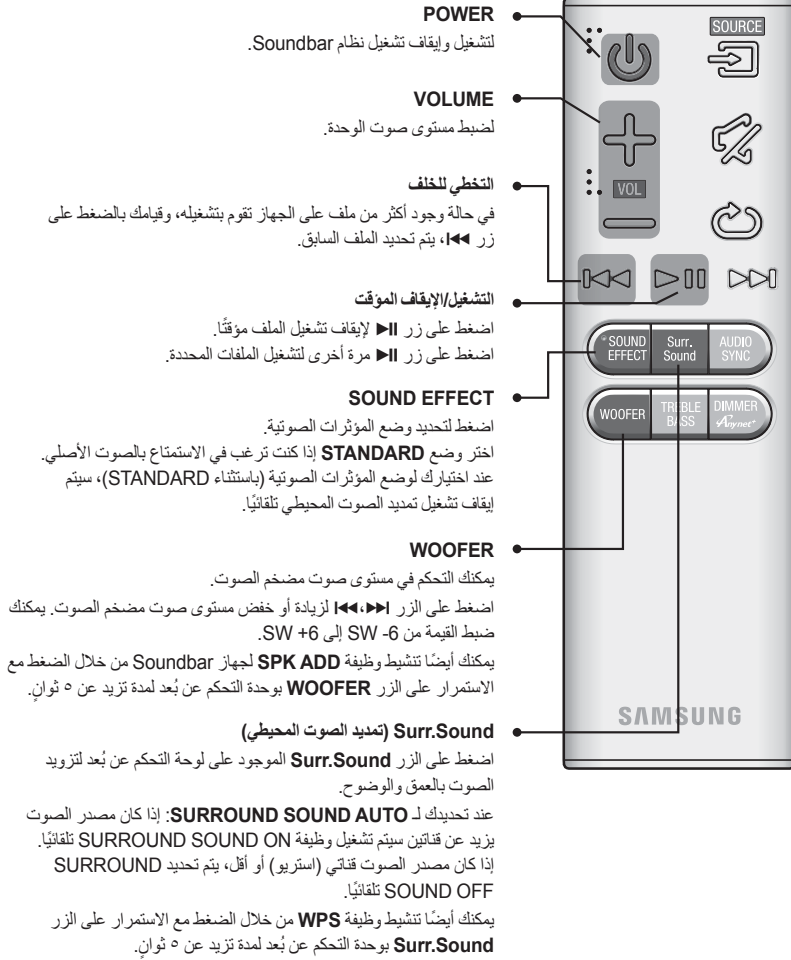 POWER
لتشغيل وإيقاف تشغيل نظام Soundbar.
VOLUME
لضبط مستوى صوت الوحدة.
التخطي للخلف
في حالة وجود أكثر من ملف على الجهاز تقوم بتشغيله، وقيامك بالضغط على
زر ⏮، يتم تحديد الملف السابق.
التشغيل/الإيقاف المؤقت
اضغط على زر ⏯ لإيقاف تشغيل الملف مؤقتًا.
اضغط على زر ⏯ مرة أخرى لتشغيل الملفات المحددة.
SOUND EFFECT
اضغط لتحديد وضع المؤثرات الصوتية.
اختر وضع STANDARD إذا كنت ترغب في الاستمتاع بالصوت الأصلي.
عند اختيارك لوضع المؤثرات الصوتية (باستثناء STANDARD)، سيتم
إيقاف تشغيل تمديد الصوت المحيطي تلقائيًا.
WOOFER
يمكنك التحكم في مستوى صوت مضخم الصوت.
اضغط على الزر ⏭،⏮ لزيادة أو خفض مستوى صوت مضخم الصوت. يمكنك
ضبط القيمة من SW -6 إلى SW +6.
يمكنك أيضًا تنشيط وظيفة SPK ADD لجهاز Soundbar من خلال الضغط مع
الاستمرار على الزر WOOFER بوحدة التحكم عن بُعد لمدة تزيد عن ٥ ثوانٍ.
Surr.Sound (تمديد الصوت المحيطي)
اضغط على الزر Surr.Sound الموجود على لوحة التحكم عن بُعد لتزويد
الصوت بالعمق والوضوح.
عند تحديدك لـ SURROUND SOUND AUTO: إذا كان مصدر الصوت
يزيد عن قناتين سيتم تشغيل وظيفة SURROUND SOUND ON تلقائيًا.
إذا كان مصدر الصوت قناتي (استريو) أو أقل، يتم تحديد SURROUND
SOUND OFF تلقائيًا.
يمكنك أيضًا تنشيط وظيفة WPS من خلال الضغط مع الاستمرار على الزر
Surr.Sound بوحدة التحكم عن بُعد لمدة تزيد عن ٥ ثوانٍ.
SOURCE
VOL
* SOUND
EFFECT
Surr.
Sound
AUDIO
SYNC
WOOFER
TREBLE
BASS
DIMMER
Anynet+
SAMSUNG